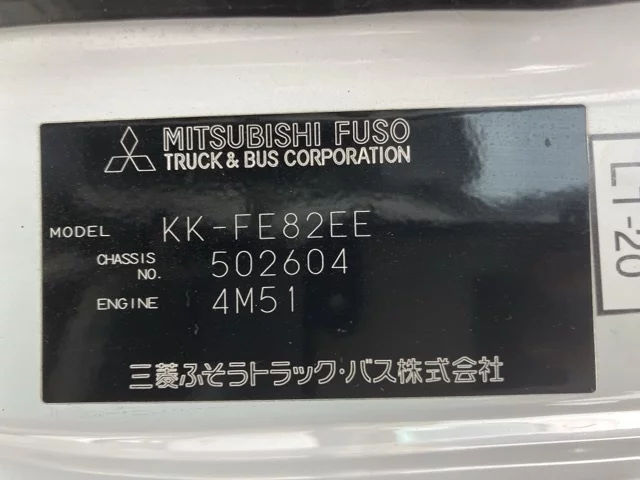 MITSUBISHI FUSO
TRUCK & BUS CORPORATION
MODEL KK-FE82EE
CHASSIS NO. 502604
ENGINE 4M51
三菱ふそうトラック・バス株式会社
LT-20